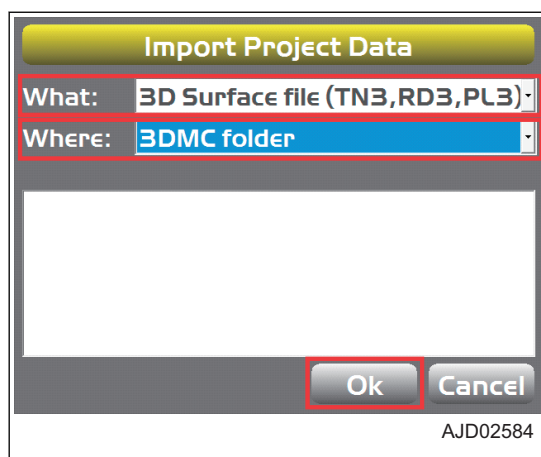 Import Project Data
What: 3D Surface file (TN3,RD3,PL3)
Where: 3DMC folder
Ok Cancel
AJD02584